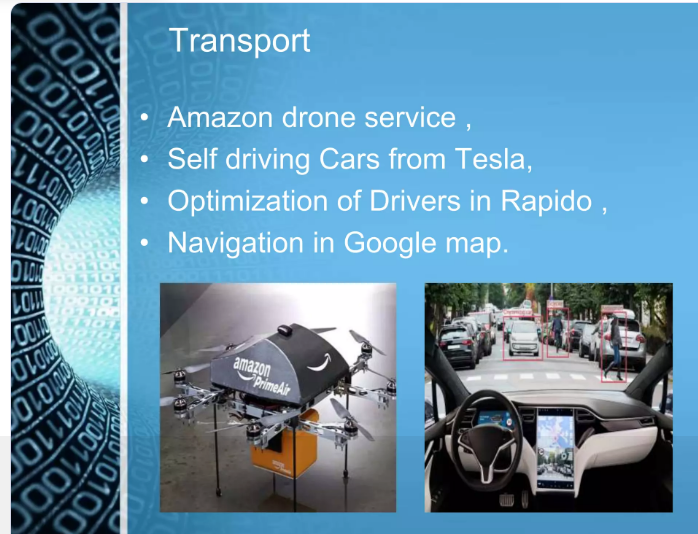 Transport
• Amazon drone service ,
• Self driving Cars from Tesla,
• Optimization of Drivers in Rapido ,
• Navigation in Google map.
amazon
PrimeAir